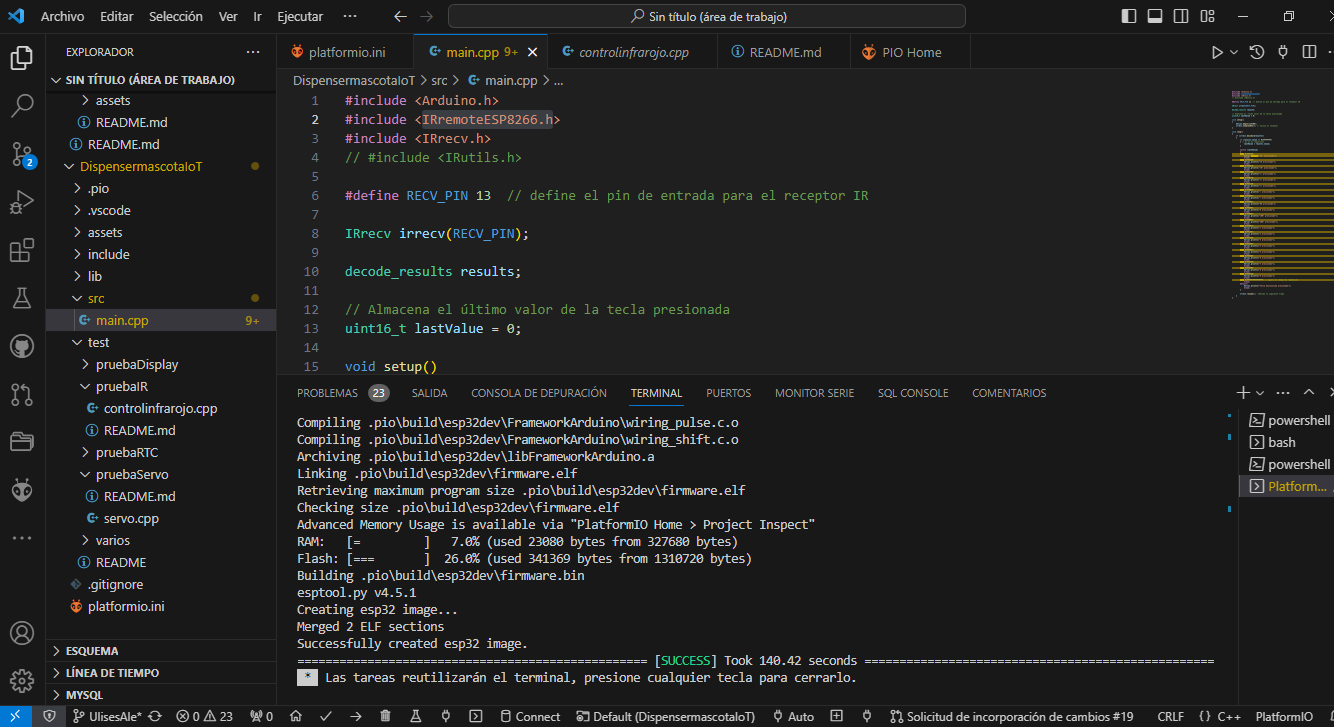 Archivo Editar Selección Ver Ir Ejecutar ··· Sin título (área de trabajo)
EXPLORADOR ···
SIN TÍTULO (ÁREA DE TRABAJO)
assets
README.md
README.md
DispensermascotaIoT
.pio
.vscode
assets
include
lib
src
main.cpp 9+
test
pruebaDisplay
pruebaIR
controlinfrarojo.cpp
README.md
pruebaRTC
pruebaServo
README.md
servo.cpp
varios
README
.gitignore
platformio.ini
ESQUEMA
LÍNEA DE TIEMPO
MYSQL
2
platformio.ini main.cpp 9+ controlinfrarojo.cpp README.md PIO Home
DispensermascotaIoT > src > main.cpp > ...
1 #include <Arduino.h>
2 #include <IRremoteESP8266.h>
3 #include <IRrecv.h>
4 // #include <IRutils.h>
5
6 #define RECV_PIN 13 // define el pin de entrada para el receptor IR
7
8 IRrecv irrecv(RECV_PIN);
9
10 decode_results results;
11
12 // Almacena el último valor de la tecla presionada
13 uint16_t lastValue = 0;
14
15 void setup()
PROBLEMAS 23 SALIDA CONSOLA DE DEPURACIÓN TERMINAL PUERTOS MONITOR SERIE SQL CONSOLE COMENTARIOS
Compiling .pio\build\esp32dev\FrameworkArduino\wiring_pulse.c.o
Compiling .pio\build\esp32dev\FrameworkArduino\wiring_shift.c.o
Archiving .pio\build\esp32dev\libFrameworkArduino.a
Linking .pio\build\esp32dev\firmware.elf
Retrieving maximum program size .pio\build\esp32dev\firmware.elf
Checking size .pio\build\esp32dev\firmware.elf
Advanced Memory Usage is available via "PlatformIO Home > Project Inspect"
RAM: [= ] 7.0% (used 23080 bytes from 327680 bytes)
Flash: [=== ] 26.0% (used 341369 bytes from 1310720 bytes)
Building .pio\build\esp32dev\firmware.bin
esptool.py v4.5.1
Creating esp32 image...
Merged 2 ELF sections
Successfully created esp32 image.
================================================== [SUCCESS] Took 140.42 seconds ==================================================
* Las tareas reutilizarán el terminal, presione cualquier tecla para cerrarlo.
powershell
bash
powershell
Platform...
UlisesAle* 0 23 0 Connect Default (DispensermascotaIoT) Auto Solicitud de incorporación de cambios #19 CRLF {} C++ PlatformIO